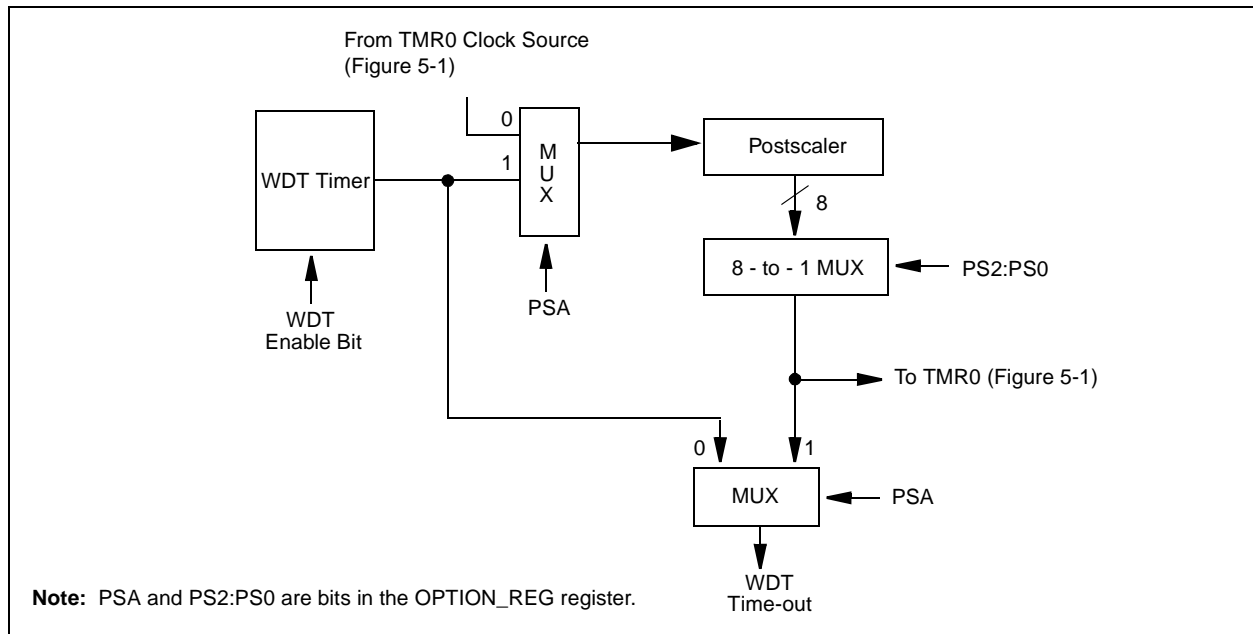 From TMR0 Clock Source
(Figure 5-1)
0
1
M
U
X
WDT Timer
Postscaler
8
8 - to - 1 MUX
PS2:PS0
PSA
WDT
Enable Bit
To TMR0 (Figure 5-1)
0
1
MUX
PSA
WDT
Time-out
Note: PSA and PS2:PS0 are bits in the OPTION_REG register.